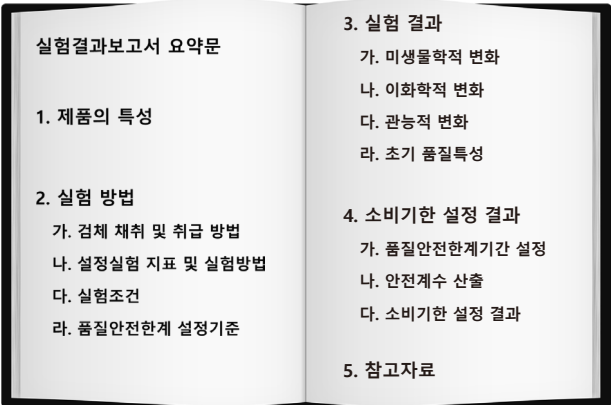 실험결과보고서 요약문
1. 제품의 특성
2. 실험 방법
가. 검체 채취 및 취급 방법
나. 설정실험 지표 및 실험방법
다. 실험조건
라. 품질안전한계 설정기준
3. 실험 결과
가. 미생물학적 변화
나. 이화학적 변화
다. 관능적 변화
라. 초기 품질특성
4. 소비기한 설정 결과
가. 품질안전한계기간 설정
나. 안전계수 산출
다. 소비기한 설정 결과
5. 참고자료